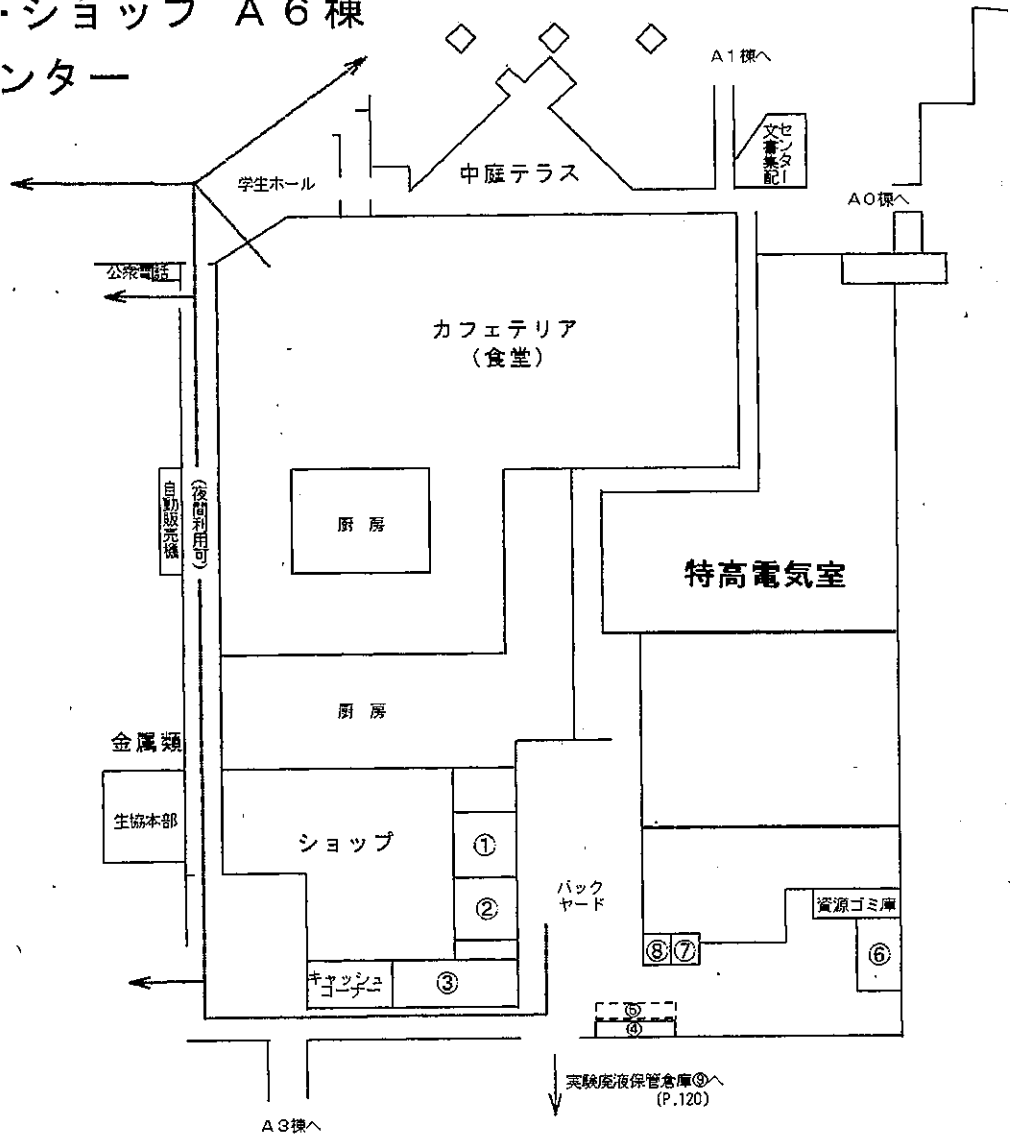 ・ショップ A6棟
ンター
A1棟へ
センター
文書集配
学生ホール
中庭テラス
A0棟へ
公衆電話
カフェテリア
(食堂)
自動販売機
(夜間利用可)
厨房
特高電気室
厨房
金属類
生協本部
ショップ
①
②
バック
ヤード
資源ゴミ庫
⑧⑦
⑥
キャッシュ
コーナー
③
⑤
④
実験廃液保管倉庫⑨へ
(P.120)
A3棟へ